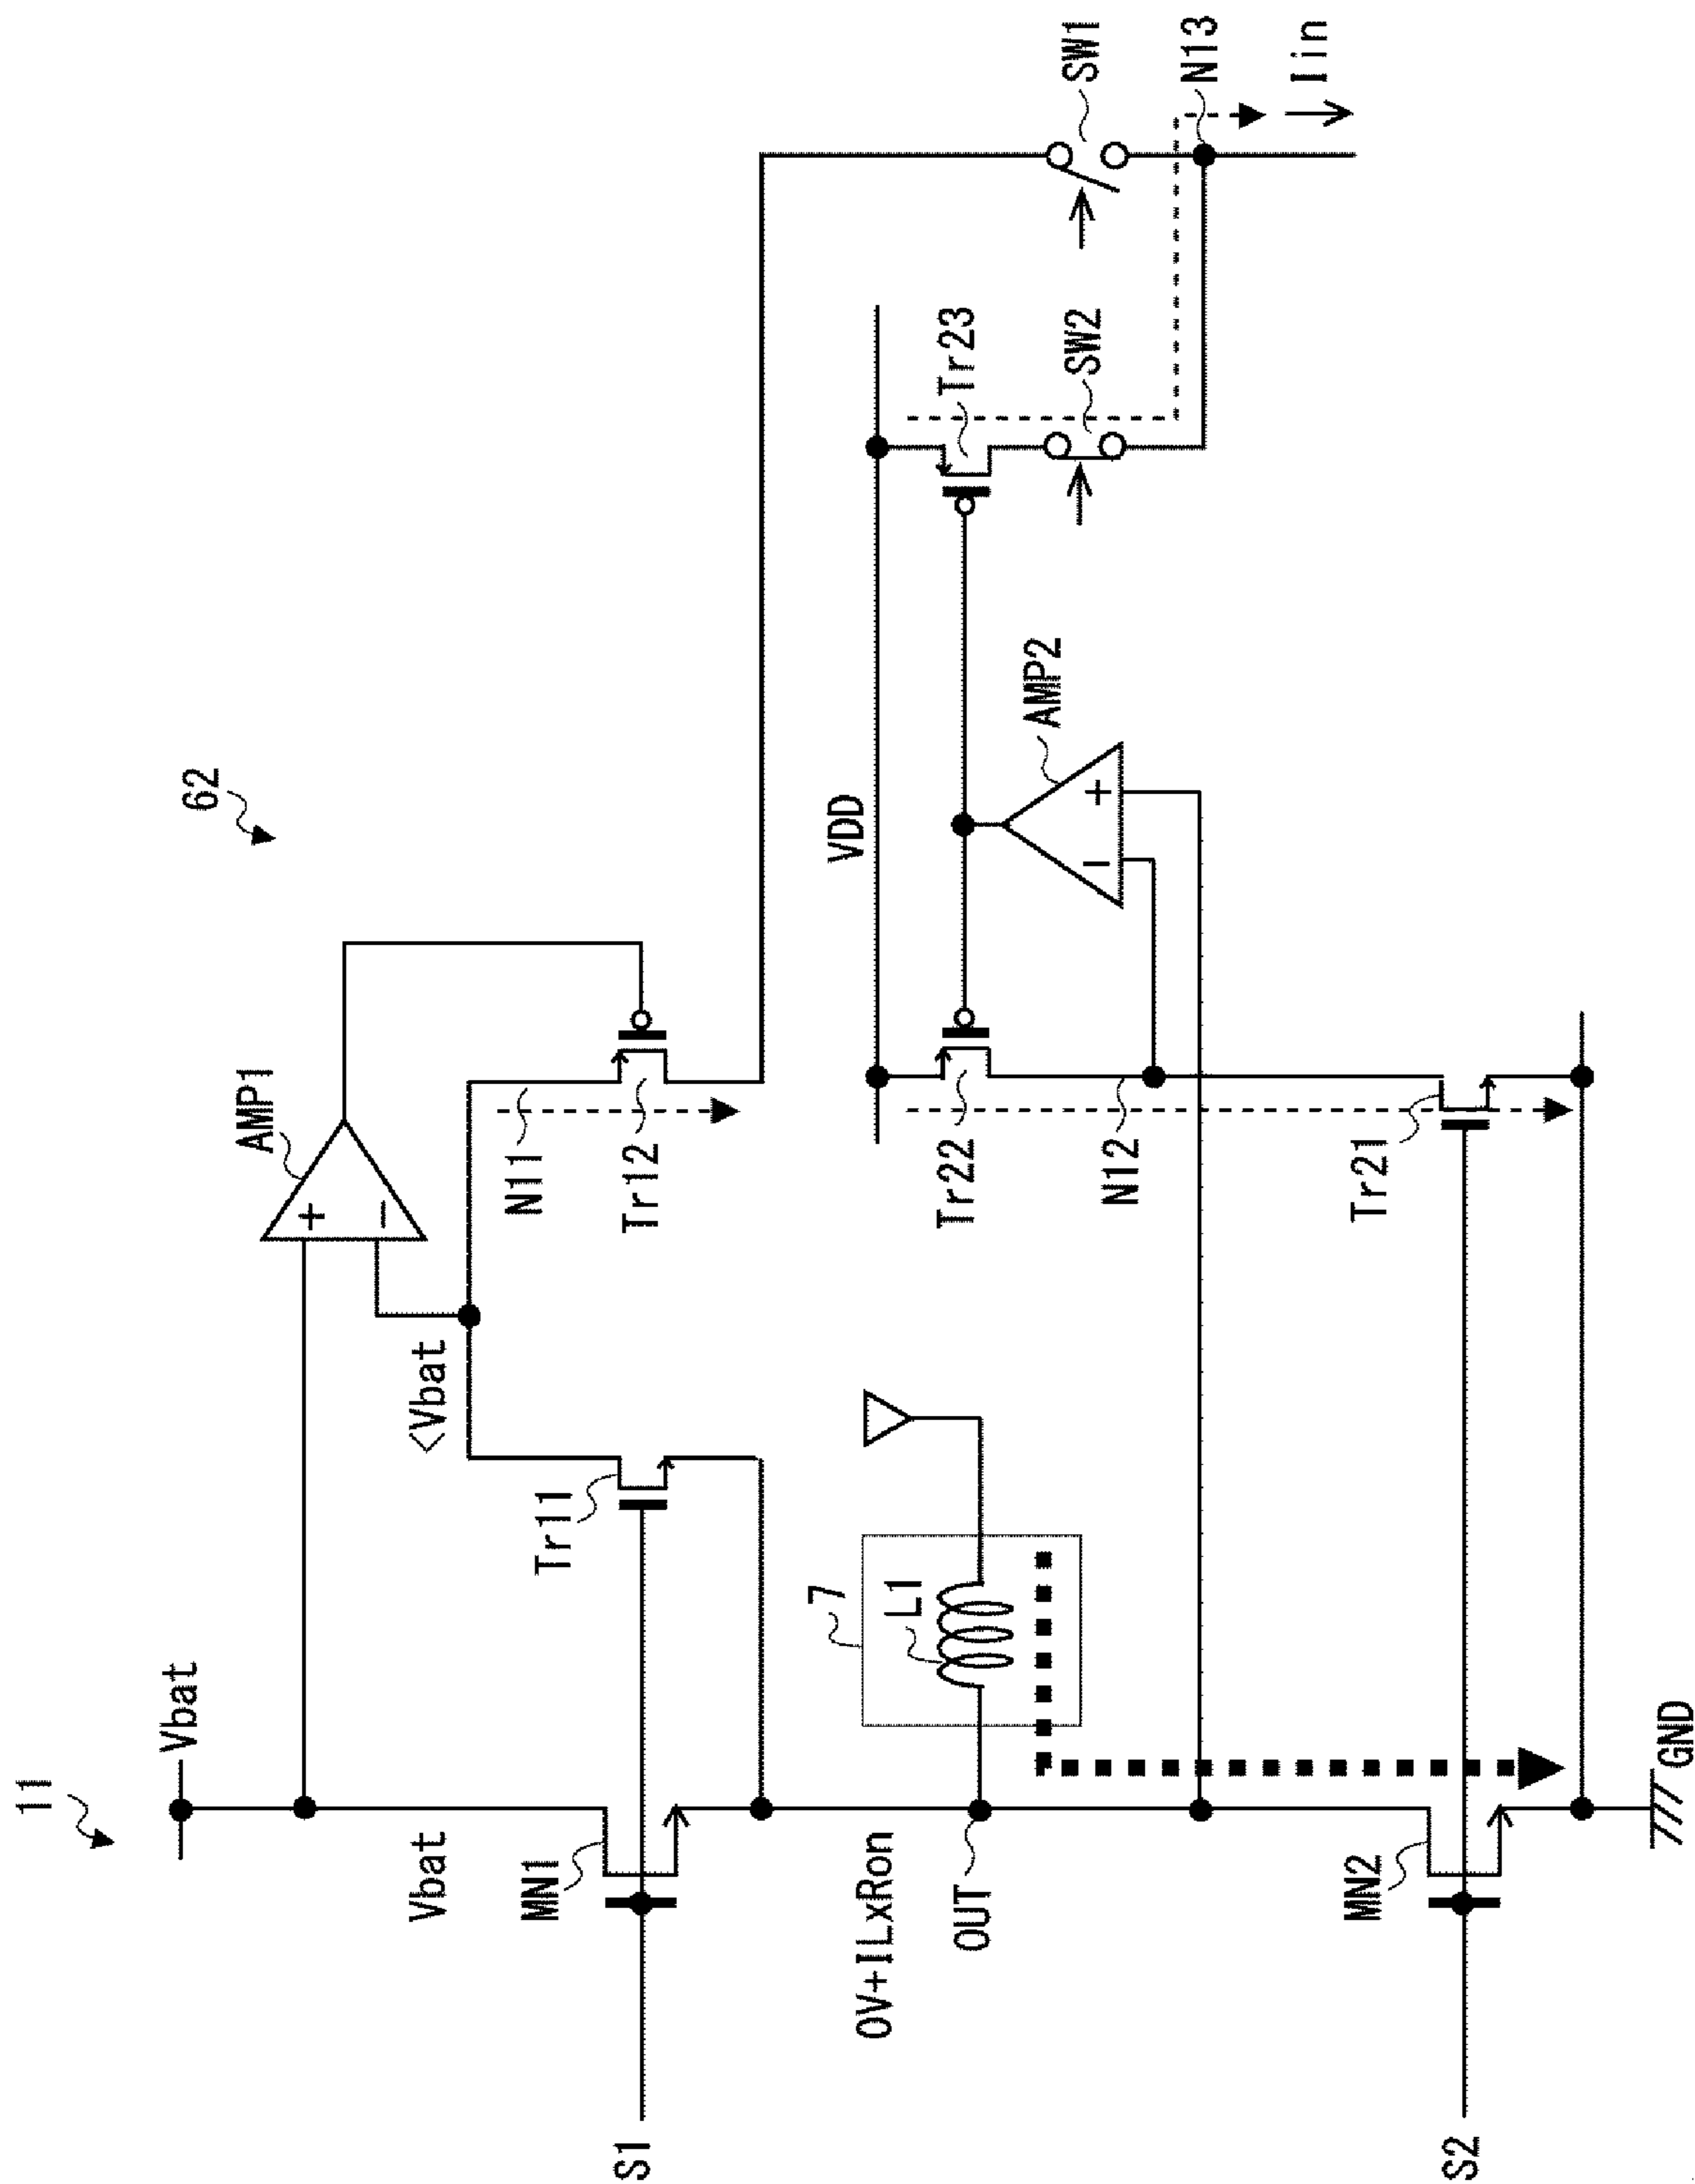 11
62
Vbat
Vbat
AMP1
+
−
<Vbat
N11
MN1
Tr11
Tr12
7
VDD
L1
0V+ILxRon
OUT
Tr22
Tr23
AMP2
−
+
N12
SW2
SW1
N13
Iin
MN2
Tr21
S1
S2
GND